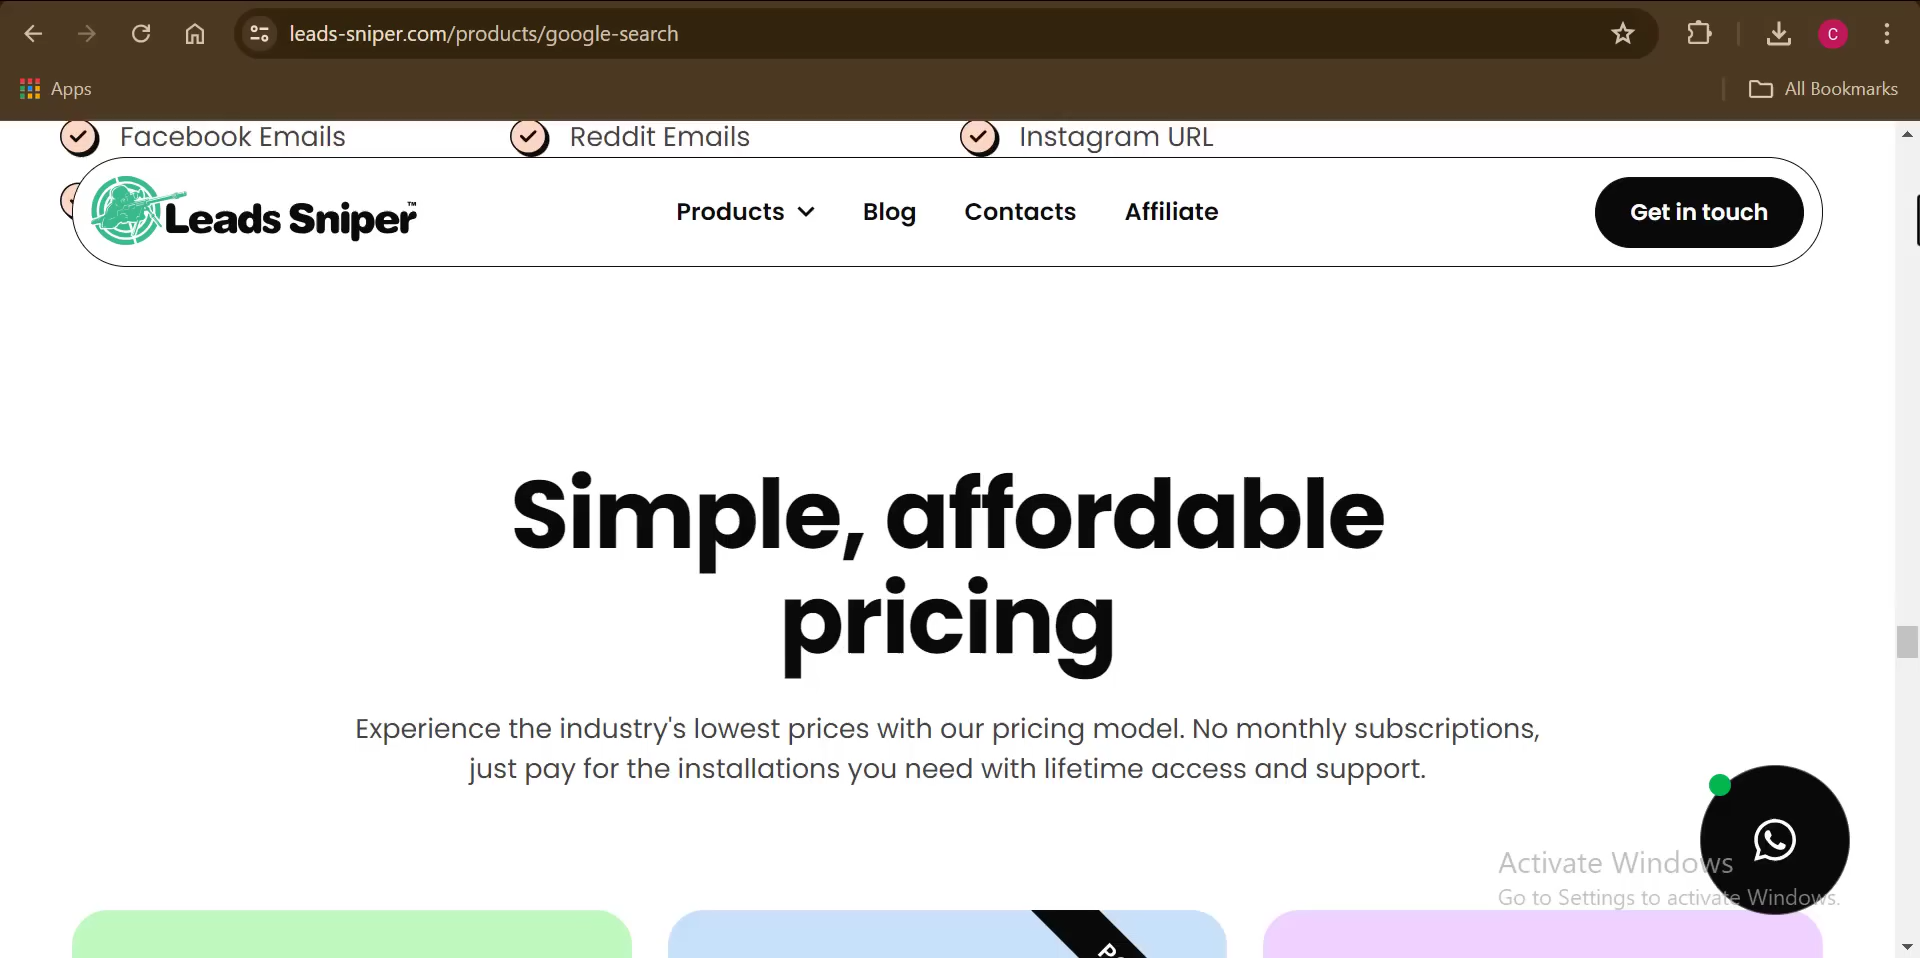 leads-sniper.com/products/google-search
C
Apps
All Bookmarks
Facebook Emails
Reddit Emails
Instagram URL
Leads Sniper™
Products
Blog
Contacts
Affiliate
Get in touch
Simple, affordable
pricing
Experience the industry's lowest prices with our pricing model. No monthly subscriptions,
just pay for the installations you need with lifetime access and support.
Activate Windows
Go to Settings to activate Windows.